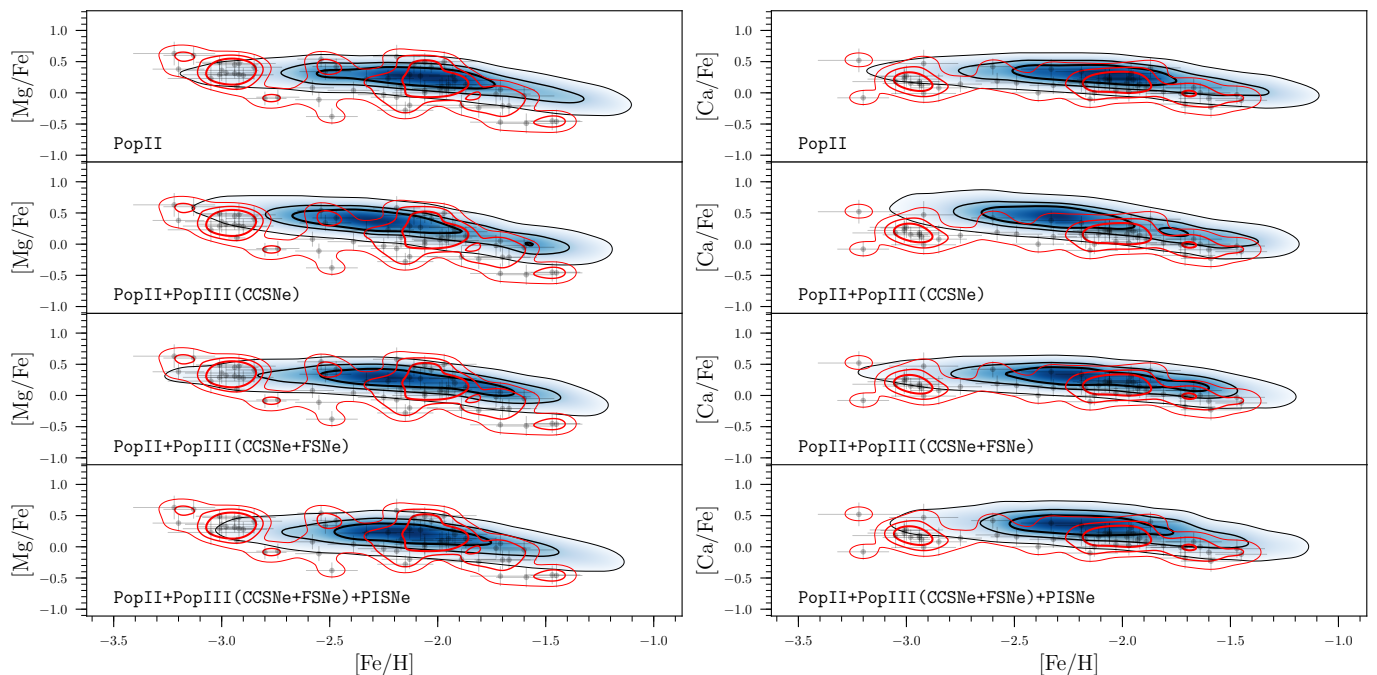 [Mg/Fe]
1.0
0.5
0.0
−0.5
−1.0
PopII
[Ca/Fe]
1.0
0.5
0.0
−0.5
−1.0
PopII
[Mg/Fe]
1.0
0.5
0.0
−0.5
−1.0
PopII+PopIII(CCSNe)
[Ca/Fe]
1.0
0.5
0.0
−0.5
−1.0
PopII+PopIII(CCSNe)
[Mg/Fe]
1.0
0.5
0.0
−0.5
−1.0
PopII+PopIII(CCSNe+FSNe)
[Ca/Fe]
1.0
0.5
0.0
−0.5
−1.0
PopII+PopIII(CCSNe+FSNe)
[Mg/Fe]
1.0
0.5
0.0
−0.5
−1.0
PopII+PopIII(CCSNe+FSNe)+PISNe
−3.5 −3.0 −2.5 −2.0 −1.5 −1.0
[Fe/H]
[Ca/Fe]
1.0
0.5
0.0
−0.5
−1.0
PopII+PopIII(CCSNe+FSNe)+PISNe
−3.5 −3.0 −2.5 −2.0 −1.5 −1.0
[Fe/H]